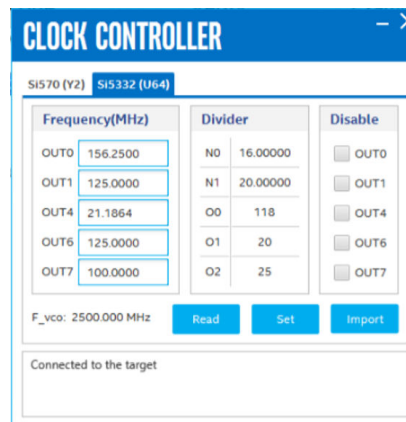 CLOCK CONTROLLER
Si570 (Y2) Si5332 (U64)
Frequency(MHz) Divider Disable
OUT0 156.2500 N0 16.00000 OUT0
OUT1 125.0000 N1 20.00000 OUT1
OUT4 21.1864 O0 118 OUT4
OUT6 125.0000 O1 20 OUT6
OUT7 100.0000 O2 25 OUT7
F_vco: 2500.000 MHz Read Set Import
Connected to the target